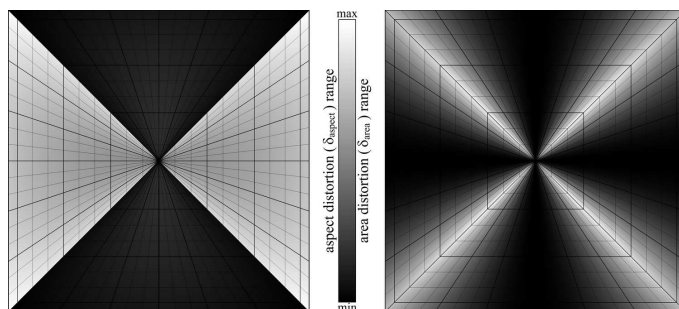 max
aspect distortion ( δaspect ) range
area distortion ( δarea ) range
min